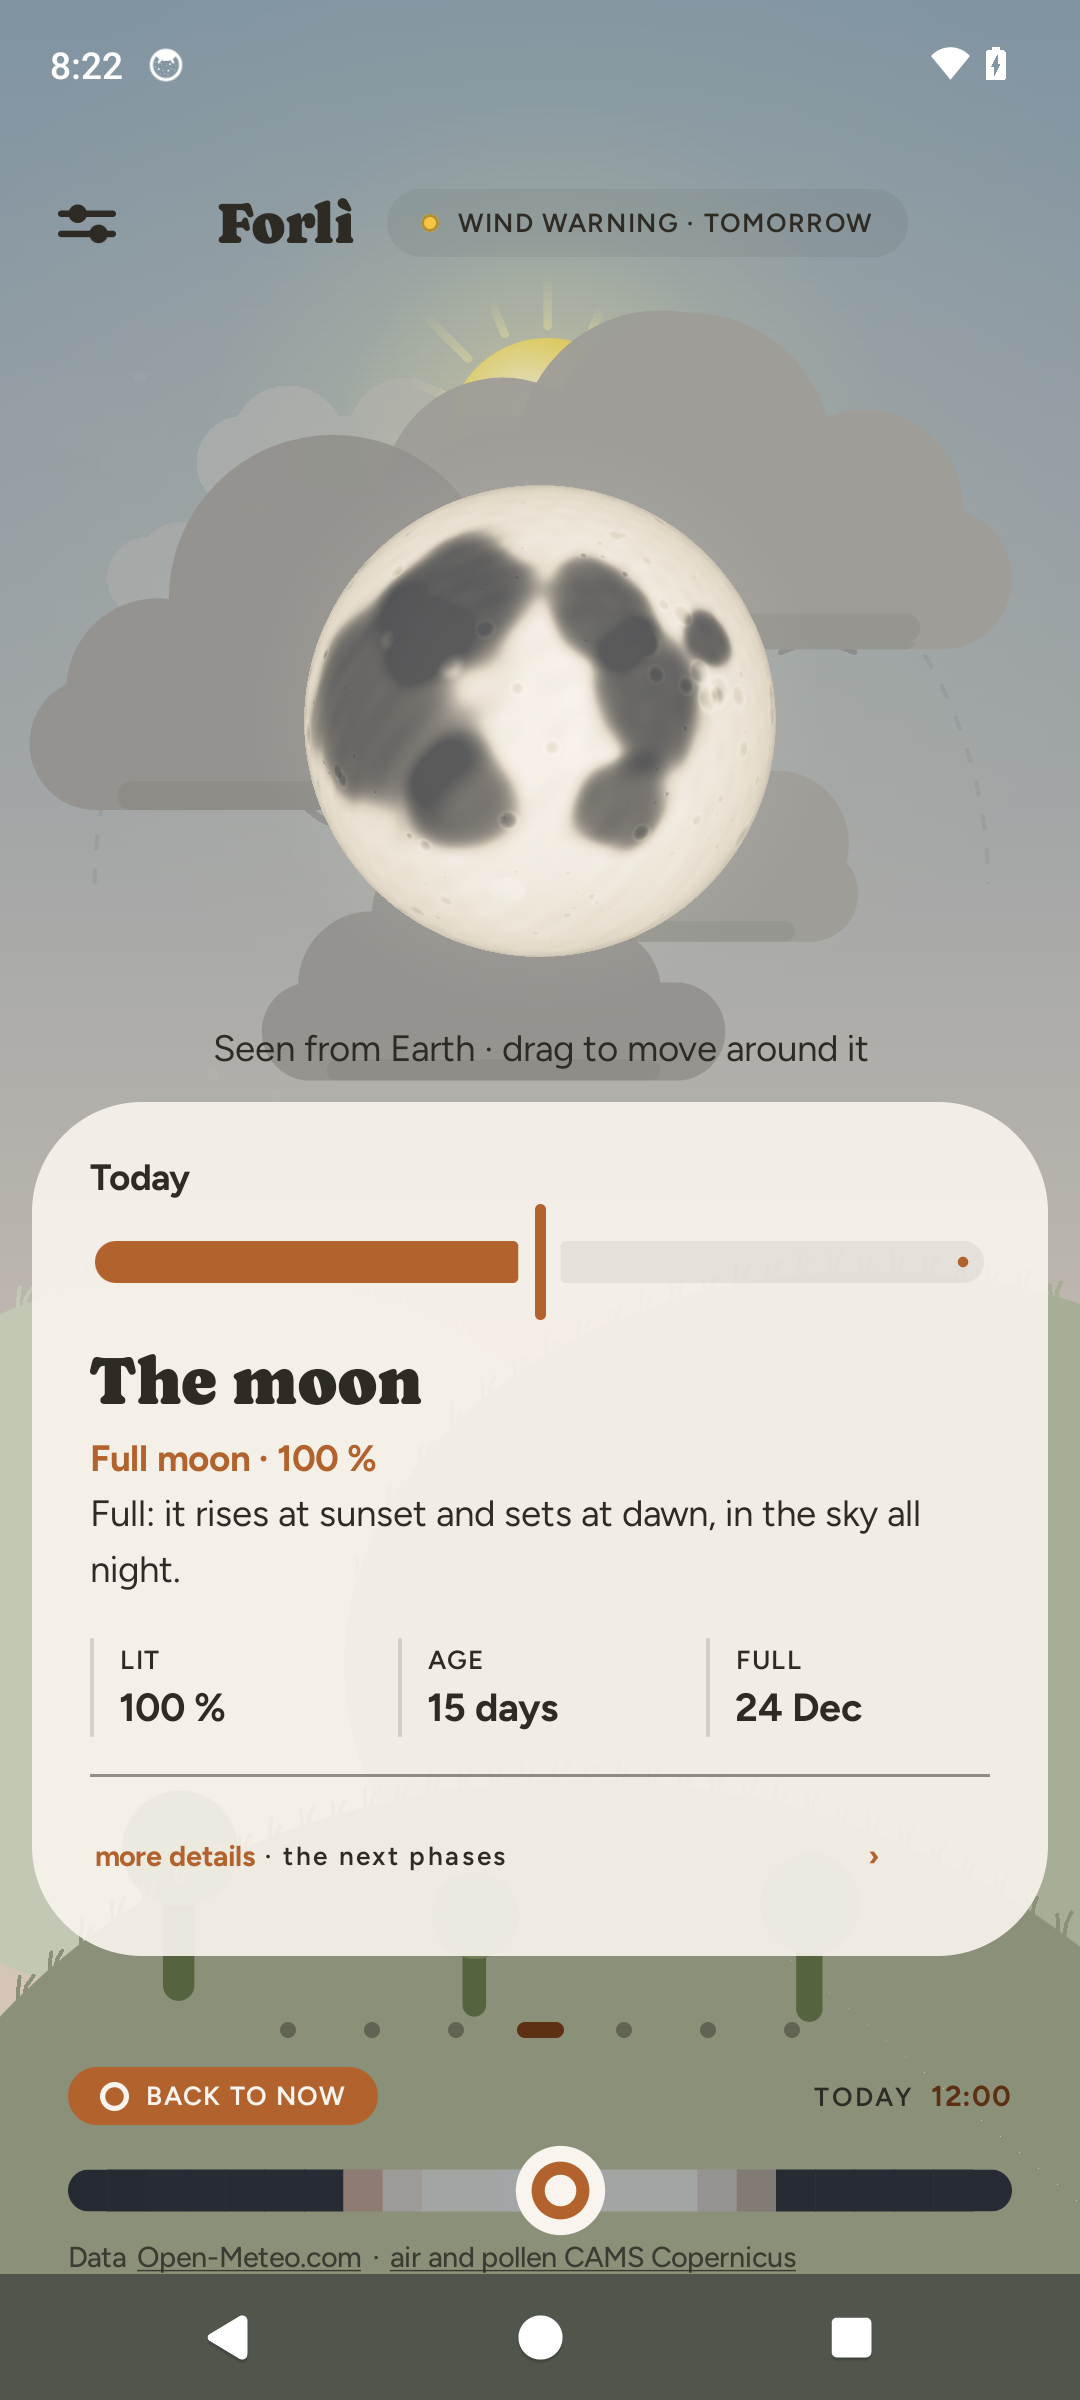 8:22
Forlì
WIND WARNING · TOMORROW
Seen from Earth · drag to move around it
Today
The moon
Full moon · 100 %
Full: it rises at sunset and sets at dawn, in the sky all
night.
LIT
100 %
AGE
15 days
FULL
24 Dec
more details · the next phases ›
BACK TO NOW
TODAY 12:00
Data Open-Meteo.com · air and pollen CAMS Copernicus